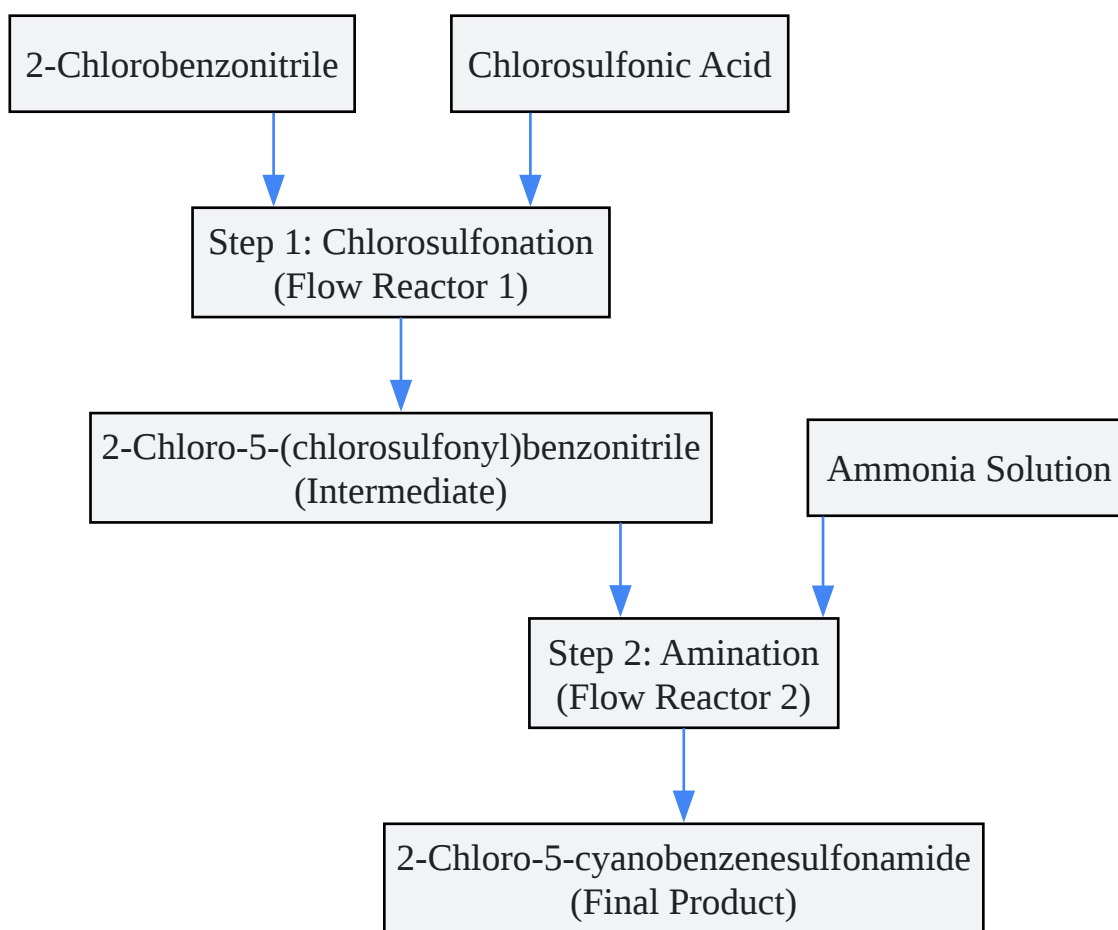 2-Chlorobenzonitrile
Chlorosulfonic Acid
Step 1: Chlorosulfonation
(Flow Reactor 1)
2-Chloro-5-(chlorosulfonyl)benzonitrile
(Intermediate)
Ammonia Solution
Step 2: Amination
(Flow Reactor 2)
2-Chloro-5-cyanobenzenesulfonamide
(Final Product)